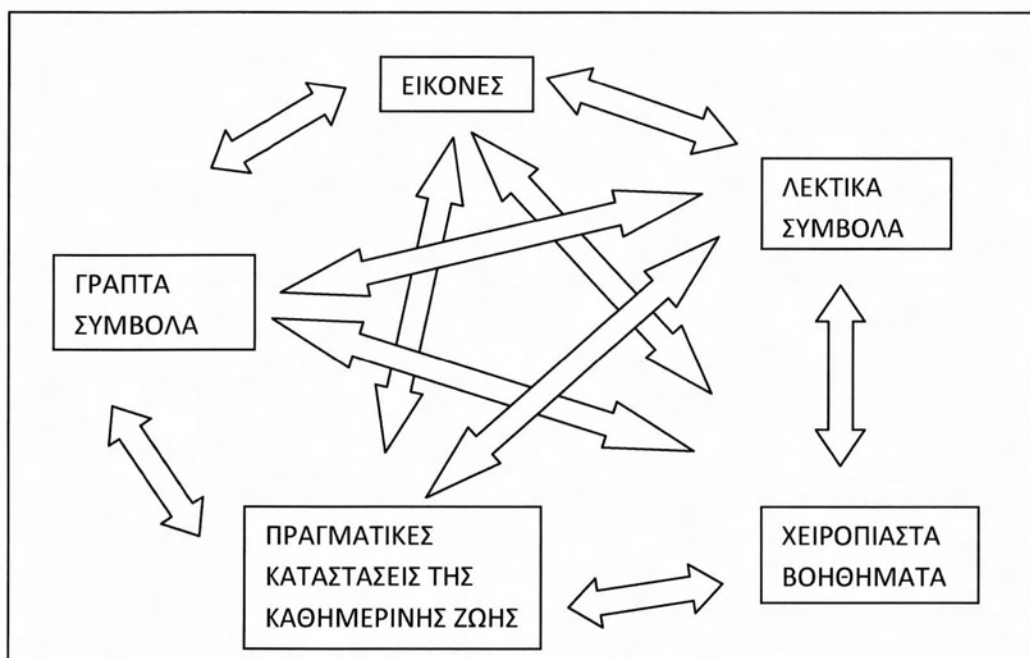 ΕΙΚΟΝΕΣ
ΛΕΚΤΙΚΑ
ΣΥΜΒΟΛΑ
ΓΡΑΠΤΑ
ΣΥΜΒΟΛΑ
ΠΡΑΓΜΑΤΙΚΕΣ
ΚΑΤΑΣΤΑΣΕΙΣ ΤΗΣ
ΚΑΘΗΜΕΡΙΝΗΣ ΖΩΗΣ
ΧΕΙΡΟΠΙΑΣΤΑ
ΒΟΗΘΗΜΑΤΑ